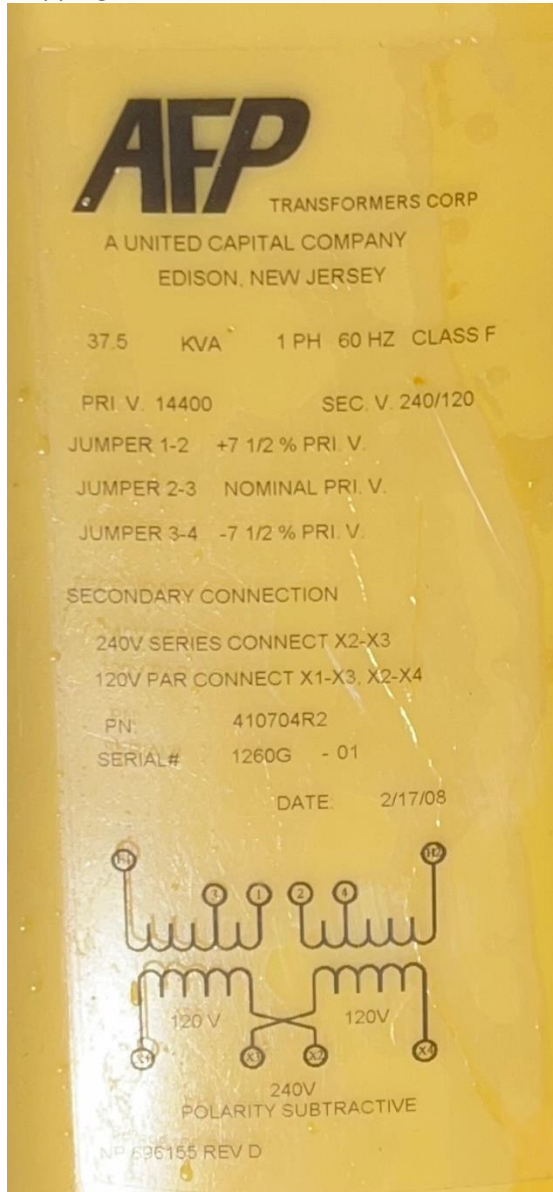 AFP
TRANSFORMERS CORP
A UNITED CAPITAL COMPANY
EDISON, NEW JERSEY
37.5 KVA 1 PH 60 HZ CLASS F
PRI. V. 14400 SEC. V. 240/120
JUMPER 1-2 +7 1/2 % PRI. V.
JUMPER 2-3 NOMINAL PRI. V.
JUMPER 3-4 -7 1/2 % PRI. V.
SECONDARY CONNECTION
240V SERIES CONNECT X2-X3
120V PAR CONNECT X1-X3, X2-X4
PN: 410704R2
SERIAL# 1260G - 01
DATE: 2/17/08
H1 H2
3 1 2 4
120 V 120V
X1 X3 X2 X4
240V
POLARITY SUBTRACTIVE
NP 696155 REV D